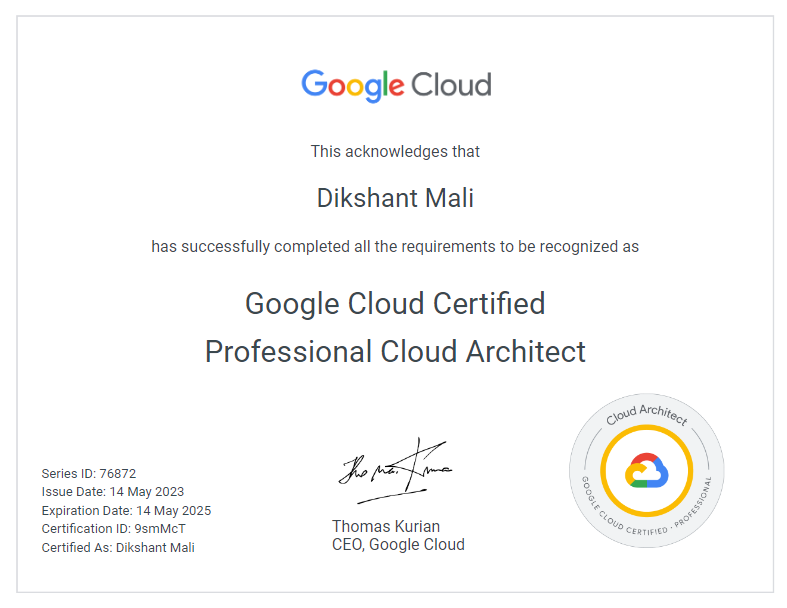 Google Cloud
This acknowledges that
Dikshant Mali
has successfully completed all the requirements to be recognized as
Google Cloud Certified
Professional Cloud Architect
Series ID: 76872
Issue Date: 14 May 2023
Expiration Date: 14 May 2025
Certification ID: 9smMcT
Certified As: Dikshant Mali
Thomas Kurian
CEO, Google Cloud
Cloud Architect
GOOGLE CLOUD CERTIFIED · PROFESSIONAL